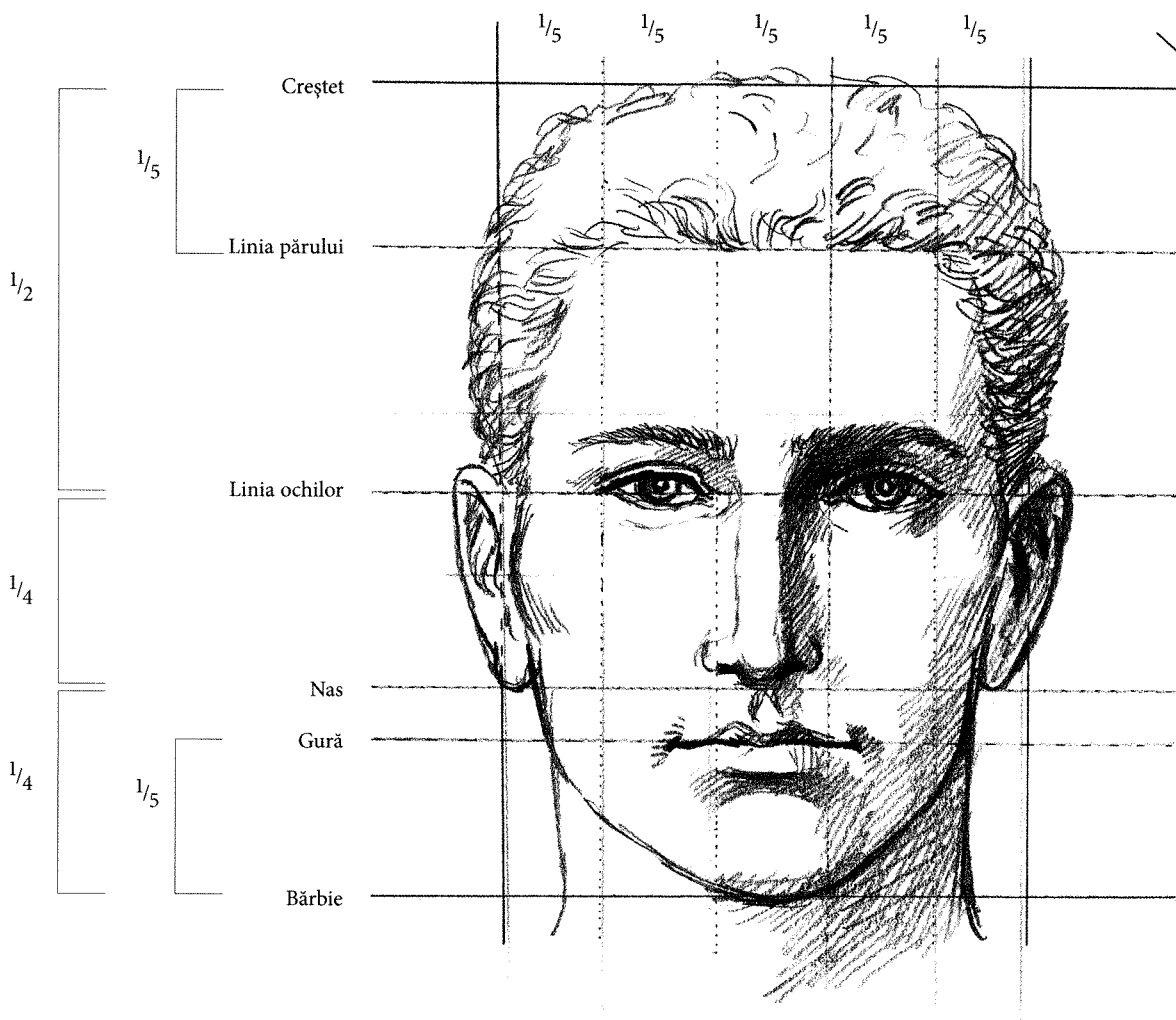 1/5 1/5 1/5 1/5 1/5
Creștet
1/5
Linia părului
1/2
Linia ochilor
1/4
Nas
Gură
1/4
1/5
Bărbie